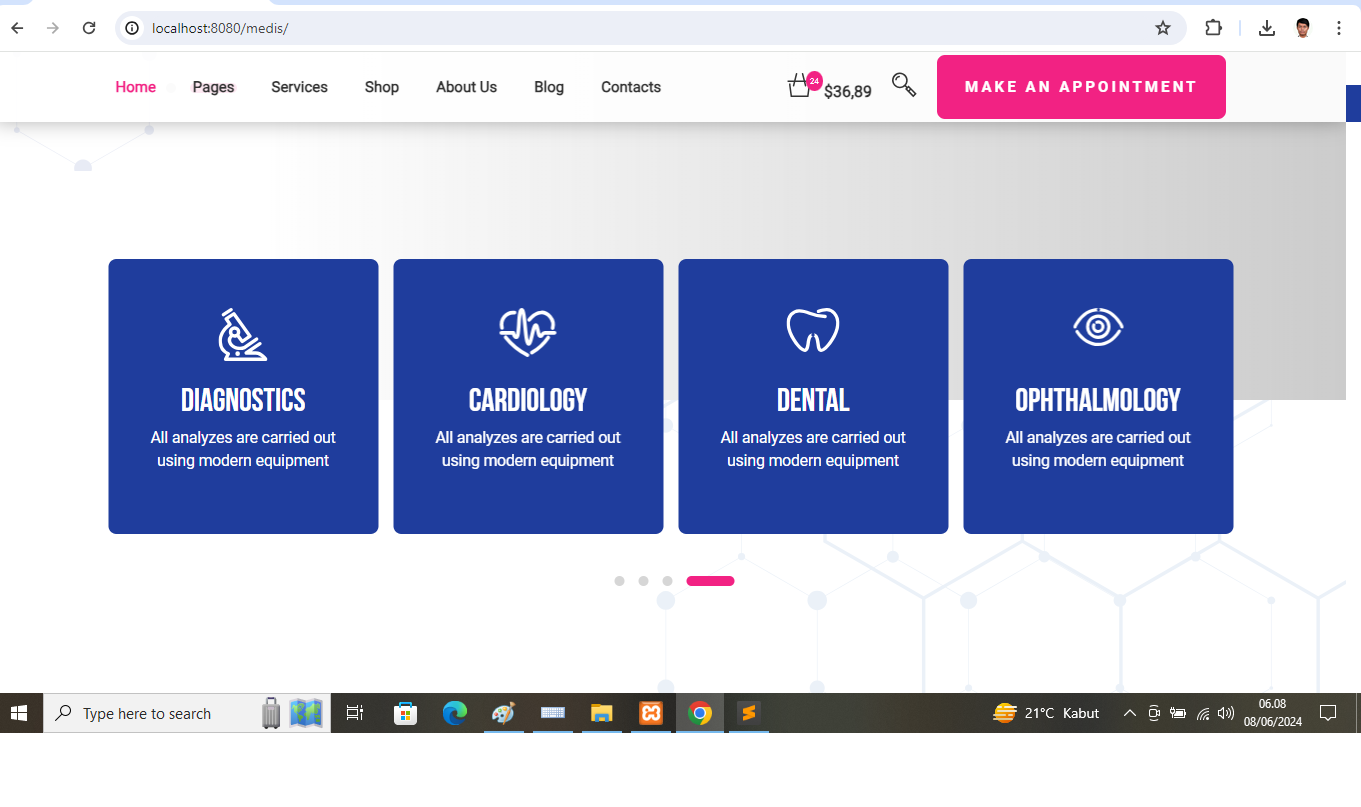 localhost:8080/medis/
Home Pages Services Shop About Us Blog Contacts 24 $36,89 MAKE AN APPOINTMENT
DIAGNOSTICS
All analyzes are carried out
using modern equipment
CARDIOLOGY
All analyzes are carried out
using modern equipment
DENTAL
All analyzes are carried out
using modern equipment
OPHTHALMOLOGY
All analyzes are carried out
using modern equipment
Type here to search
21°C Kabut
06.08
08/06/2024